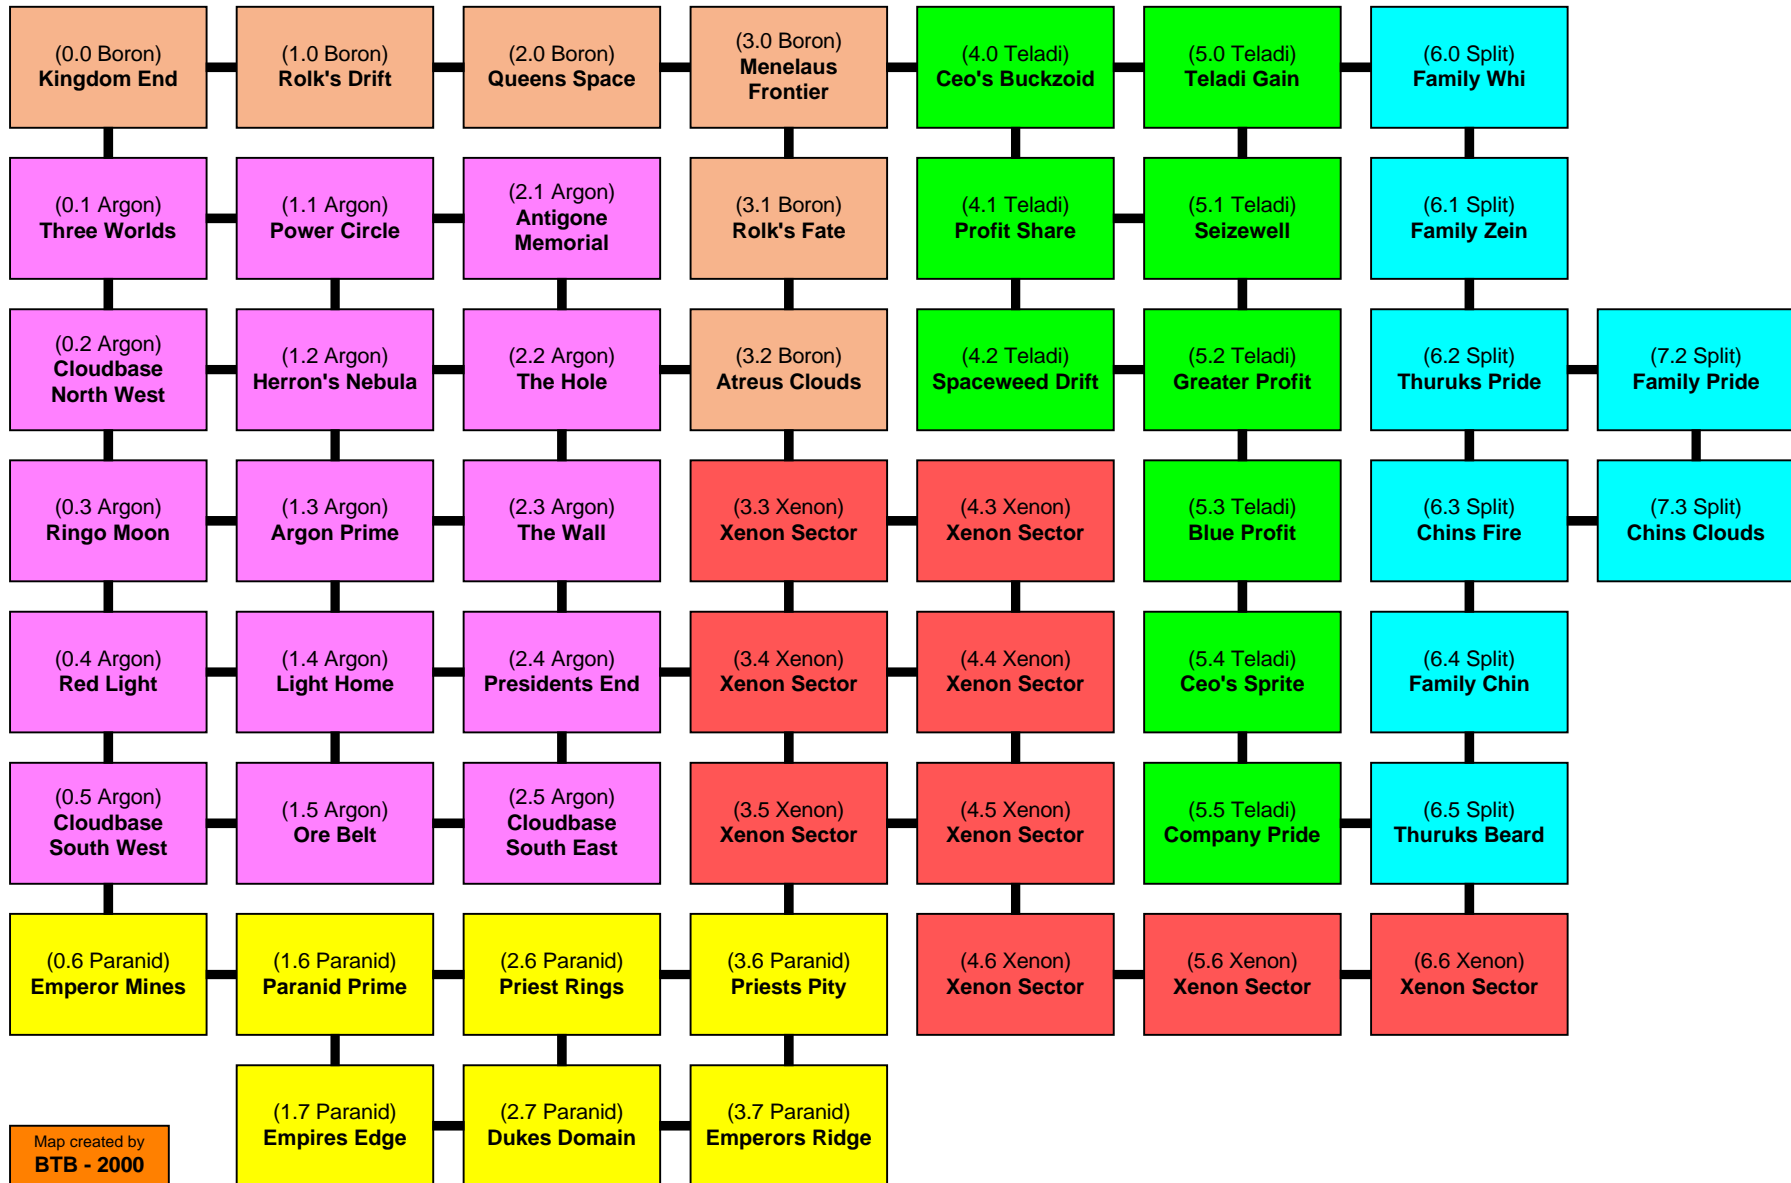 (0.0 Boron)
Kingdom End
(1.0 Boron)
Rolk's Drift
(2.0 Boron)
Queens Space
(3.0 Boron)
Menelaus
Frontier
(4.0 Teladi)
Ceo's Buckzoid
(5.0 Teladi)
Teladi Gain
(6.0 Split)
Family Whi
(0.1 Argon)
Three Worlds
(1.1 Argon)
Power Circle
(2.1 Argon)
Antigone
Memorial
(3.1 Boron)
Rolk's Fate
(4.1 Teladi)
Profit Share
(5.1 Teladi)
Seizewell
(6.1 Split)
Family Zein
(0.2 Argon)
Cloudbase
North West
(1.2 Argon)
Herron's Nebula
(2.2 Argon)
The Hole
(3.2 Boron)
Atreus Clouds
(4.2 Teladi)
Spaceweed Drift
(5.2 Teladi)
Greater Profit
(6.2 Split)
Thuruks Pride
(7.2 Split)
Family Pride
(0.3 Argon)
Ringo Moon
(1.3 Argon)
Argon Prime
(2.3 Argon)
The Wall
(3.3 Xenon)
Xenon Sector
(4.3 Xenon)
Xenon Sector
(5.3 Teladi)
Blue Profit
(6.3 Split)
Chins Fire
(7.3 Split)
Chins Clouds
(0.4 Argon)
Red Light
(1.4 Argon)
Light Home
(2.4 Argon)
Presidents End
(3.4 Xenon)
Xenon Sector
(4.4 Xenon)
Xenon Sector
(5.4 Teladi)
Ceo's Sprite
(6.4 Split)
Family Chin
(0.5 Argon)
Cloudbase
South West
(1.5 Argon)
Ore Belt
(2.5 Argon)
Cloudbase
South East
(3.5 Xenon)
Xenon Sector
(4.5 Xenon)
Xenon Sector
(5.5 Teladi)
Company Pride
(6.5 Split)
Thuruks Beard
(0.6 Paranid)
Emperor Mines
(1.6 Paranid)
Paranid Prime
(2.6 Paranid)
Priest Rings
(3.6 Paranid)
Priests Pity
(4.6 Xenon)
Xenon Sector
(5.6 Xenon)
Xenon Sector
(6.6 Xenon)
Xenon Sector
(1.7 Paranid)
Empires Edge
(2.7 Paranid)
Dukes Domain
(3.7 Paranid)
Emperors Ridge
Map created by
BTB - 2000